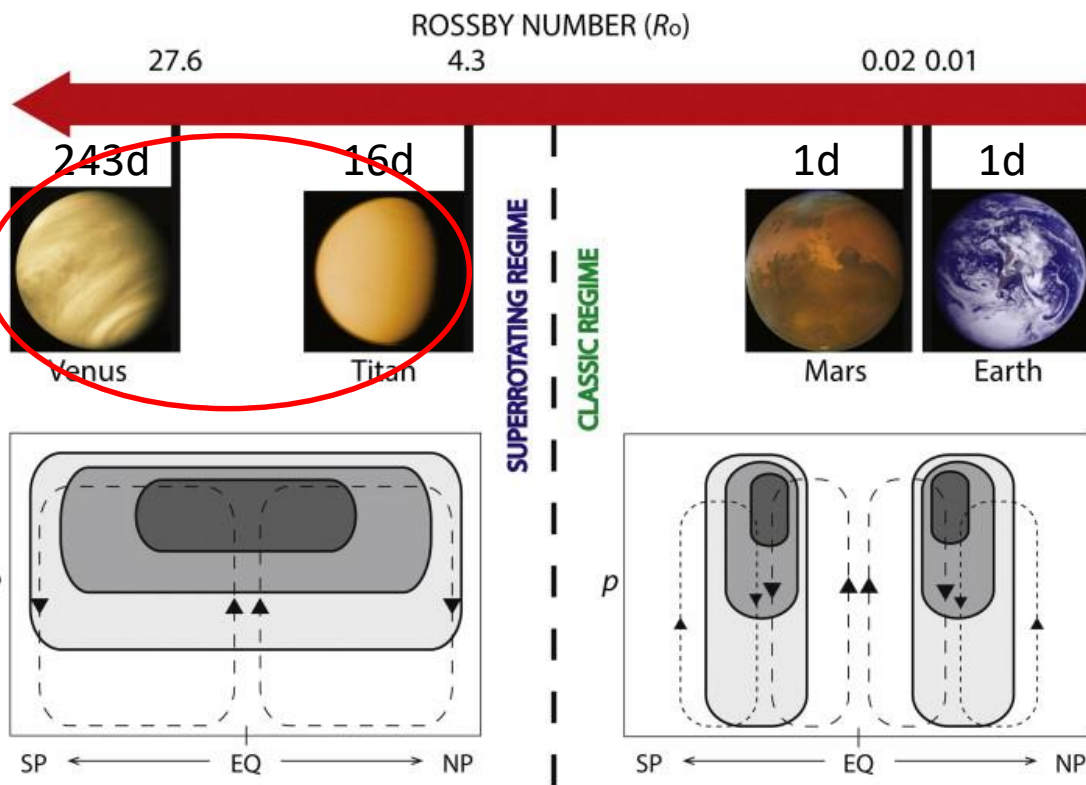 ROSSBY NUMBER (Ro)
27.6 4.3 0.02 0.01
243d 16d 1d 1d
Venus Titan Mars Earth
SUPERROTATING REGIME
CLASSIC REGIME
p
SP EQ NP SP EQ NP